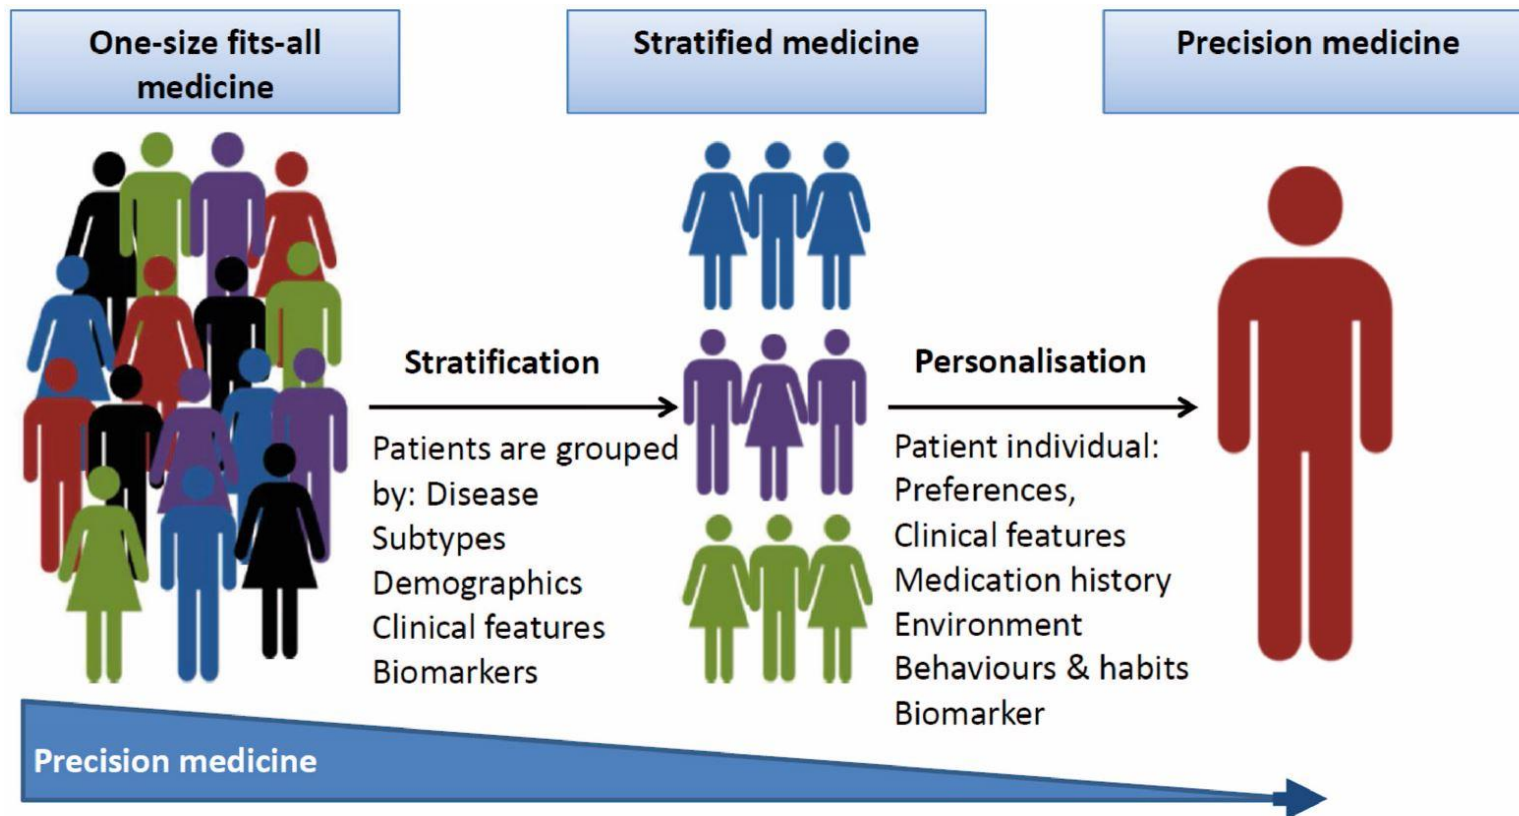 One-size fits-all
medicine
Stratified medicine
Precision medicine
Stratification
Patients are grouped
by: Disease
Subtypes
Demographics
Clinical features
Biomarkers
Personalisation
Patient individual:
Preferences,
Clinical features
Medication history
Environment
Behaviours & habits
Biomarker
Precision medicine